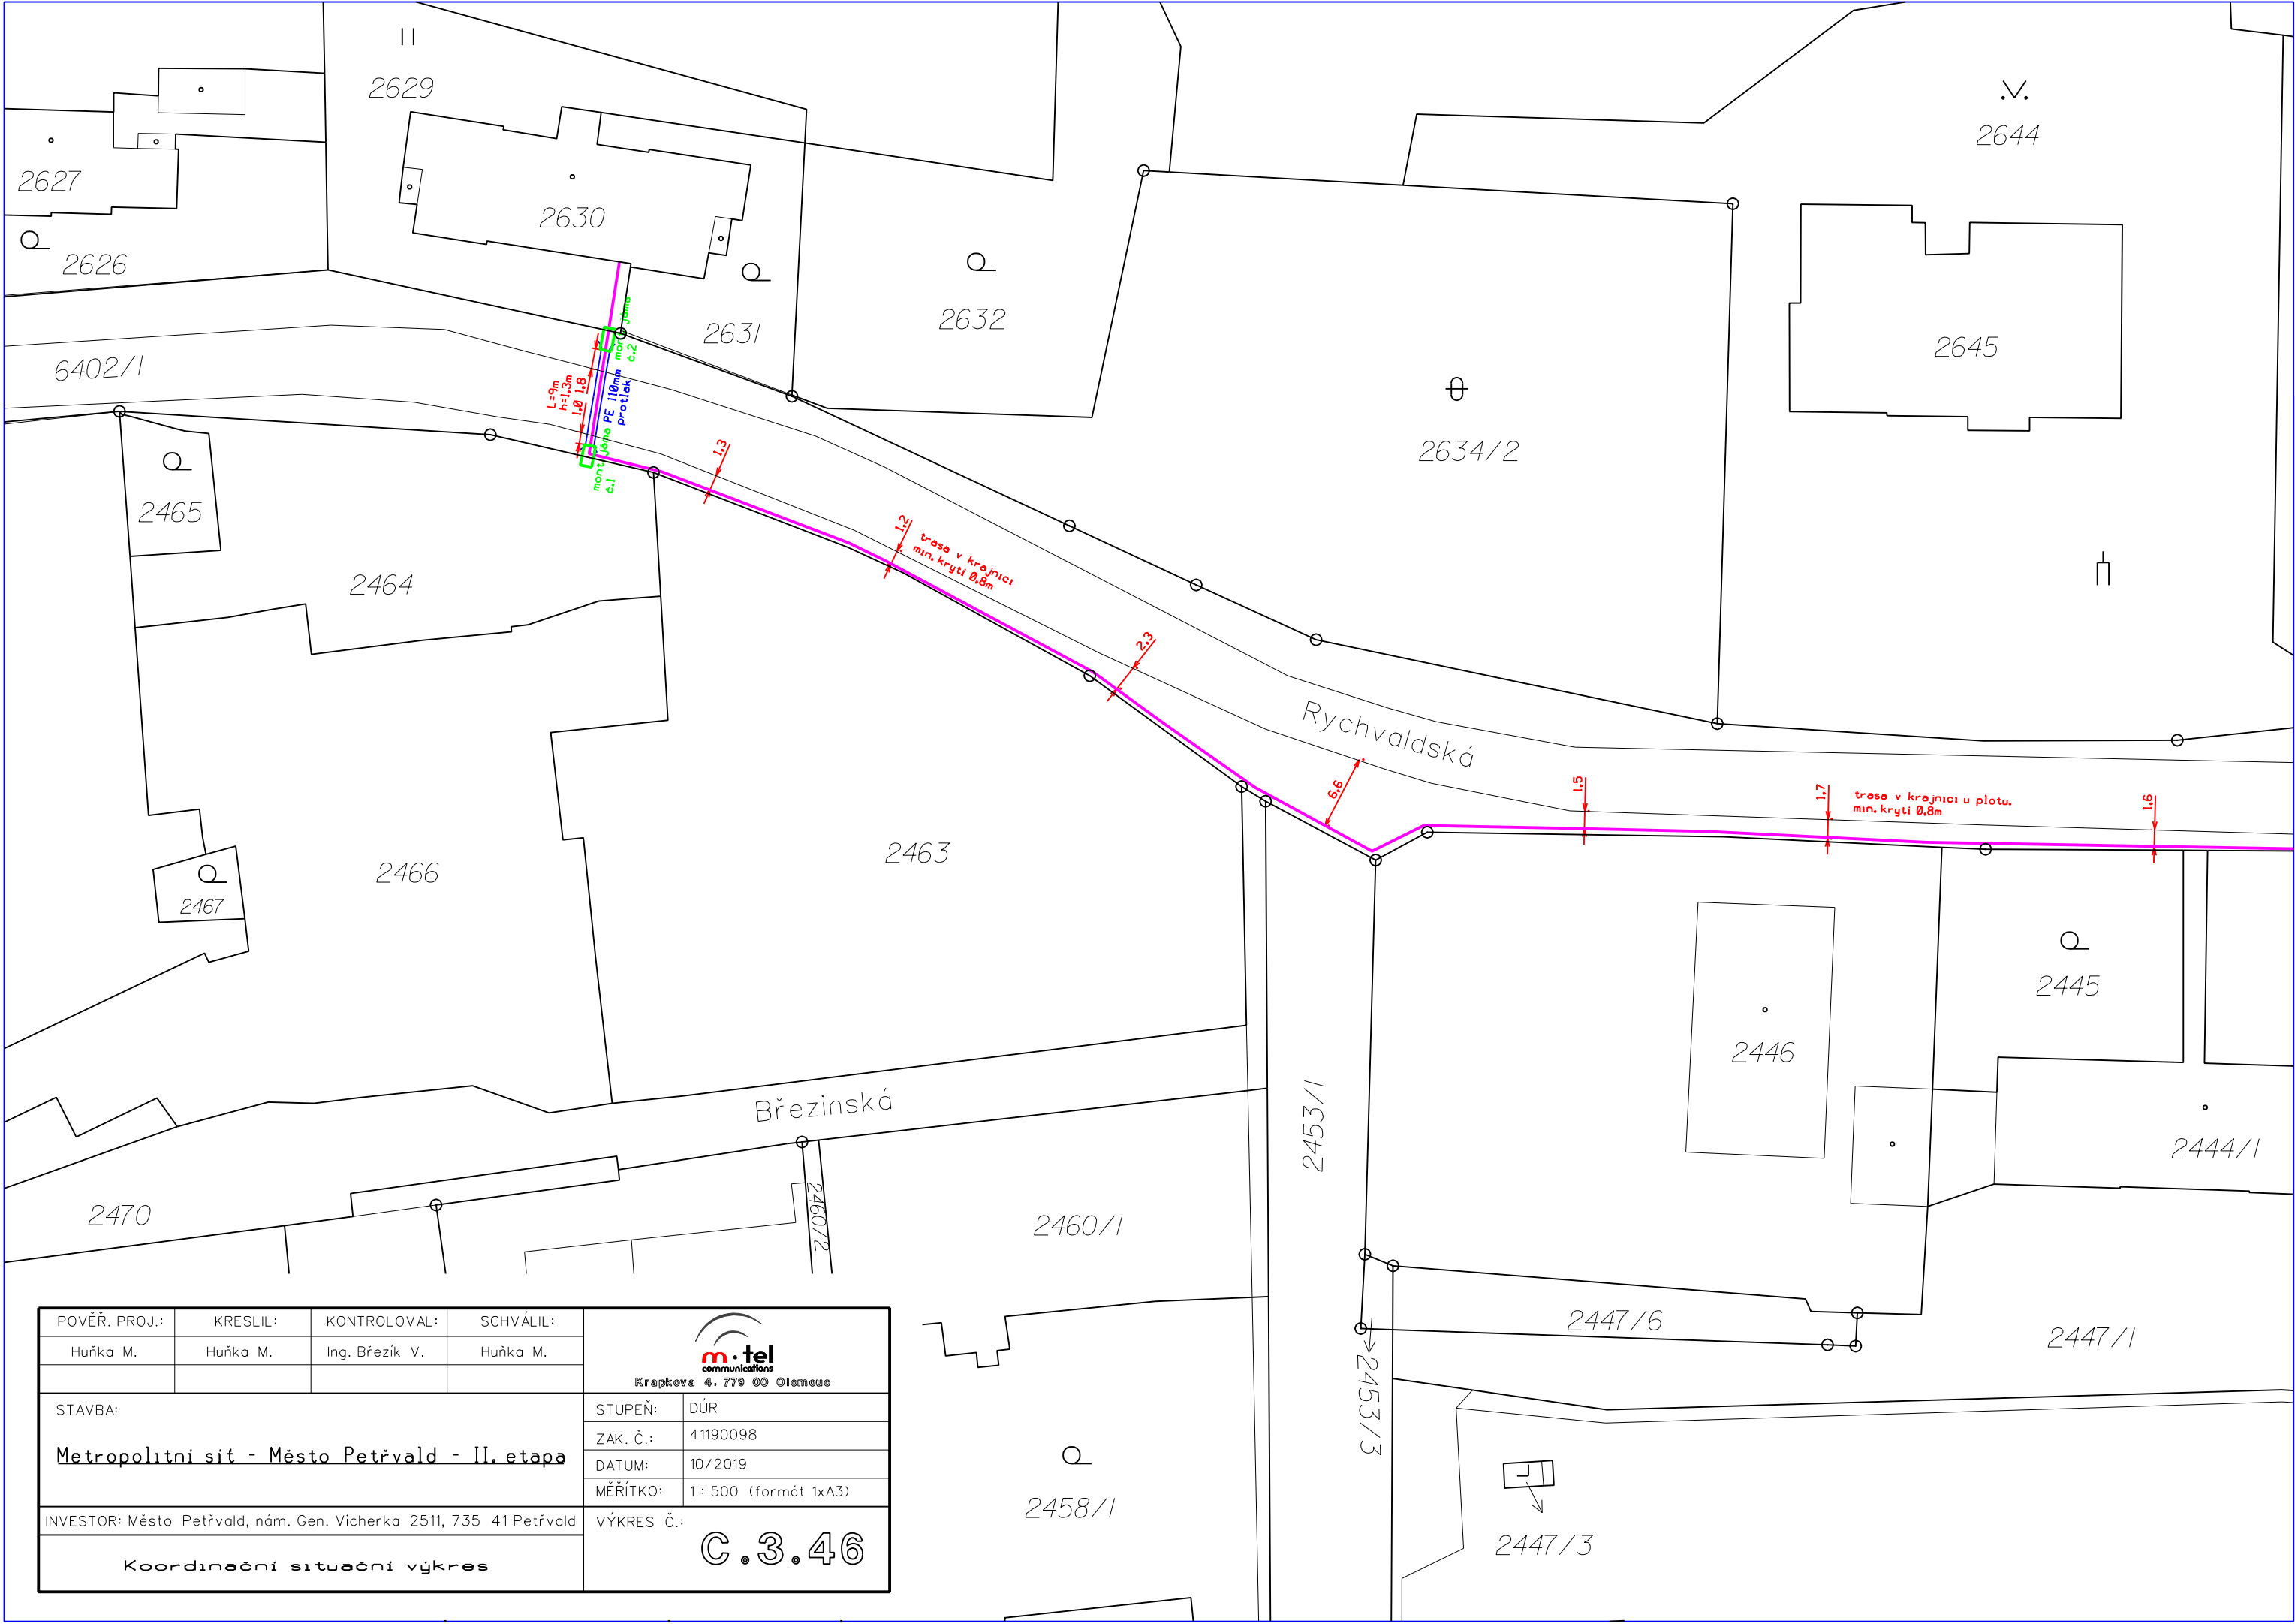 2629
2644
2627
2630
2626
2631
2632
2645
6402/1
L=9m
h=1.3m
1.0 1.8
PE 110mm
protlak
mont. jáma
č.2
mont. jáma
č.1
1.3
2634/2
2465
1.2
trasa v krajnici
min. krytí 0.8m
2464
2.3
Rychvaldská
6.6
1.5
1.7
trasa v krajnici u plotu.
min. krytí 0.8m
1.6
2463
2466
2467
2445
2446
Březinská
2453/1
2444/1
2470
2460/2
2460/1
2447/6
2447/1
2453/3
2458/1
2447/3
POVĚŘ. PROJ.: KRESLIL: KONTROLOVAL: SCHVÁLIL:
Huňka M. Huňka M. Ing. Březík V. Huňka M.
m·tel
communications
Krapkova 4, 779 00 Olomouc
STAVBA:
Metropolitní síť - Město Petřvald - II. etapa
STUPEŇ: DÚR
ZAK. Č.: 41190098
DATUM: 10/2019
MĚŘÍTKO: 1 : 500 (formát 1xA3)
INVESTOR: Město Petřvald, nám. Gen. Vicherka 2511, 735 41 Petřvald
VÝKRES Č.:
C.3.46
Koordinační situační výkres